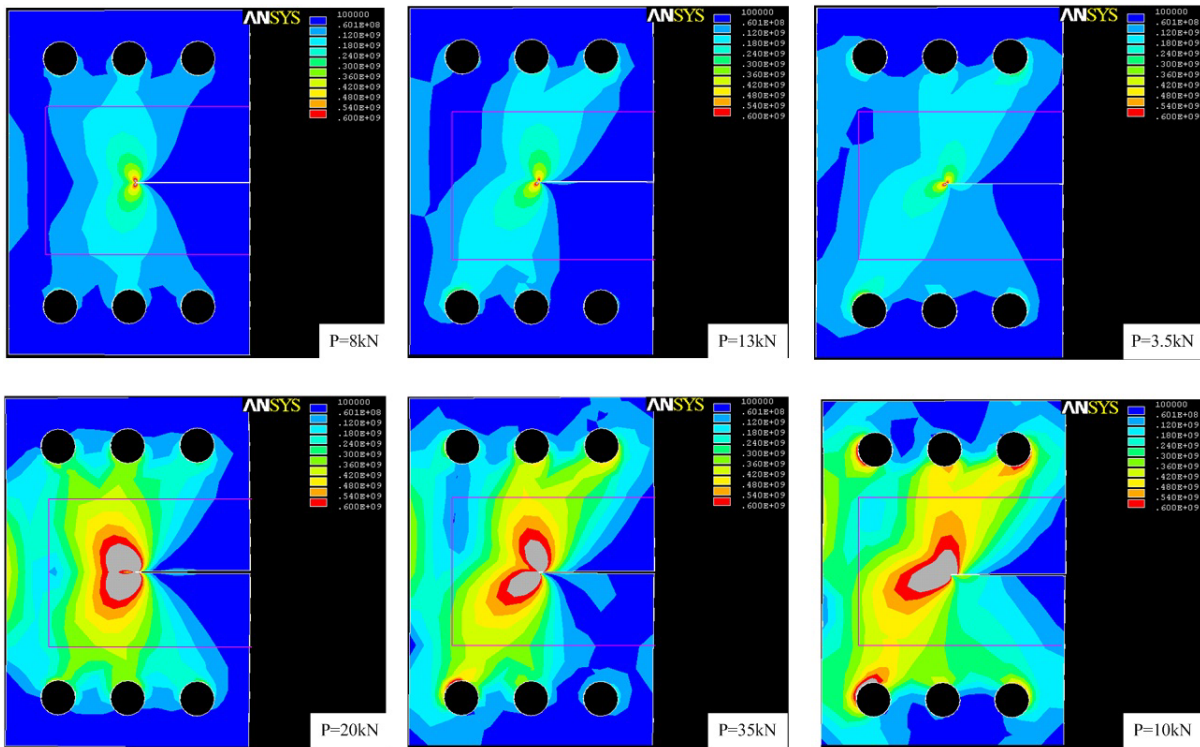 ANSYS
100000
.601E+08
.120E+09
.180E+09
.240E+09
.300E+09
.360E+09
.420E+09
.480E+09
.540E+09
.600E+09
P=8kN
ANSYS
100000
.601E+08
.120E+09
.180E+09
.240E+09
.300E+09
.360E+09
.420E+09
.480E+09
.540E+09
.600E+09
P=13kN
ANSYS
100000
.601E+08
.120E+09
.180E+09
.240E+09
.300E+09
.360E+09
.420E+09
.480E+09
.540E+09
.600E+09
P=3.5kN
ANSYS
100000
.601E+08
.120E+09
.180E+09
.240E+09
.300E+09
.360E+09
.420E+09
.480E+09
.540E+09
.600E+09
P=20kN
ANSYS
100000
.601E+08
.120E+09
.180E+09
.240E+09
.300E+09
.360E+09
.420E+09
.480E+09
.540E+09
.600E+09
P=35kN
ANSYS
100000
.601E+08
.120E+09
.180E+09
.240E+09
.300E+09
.360E+09
.420E+09
.480E+09
.540E+09
.600E+09
P=10kN